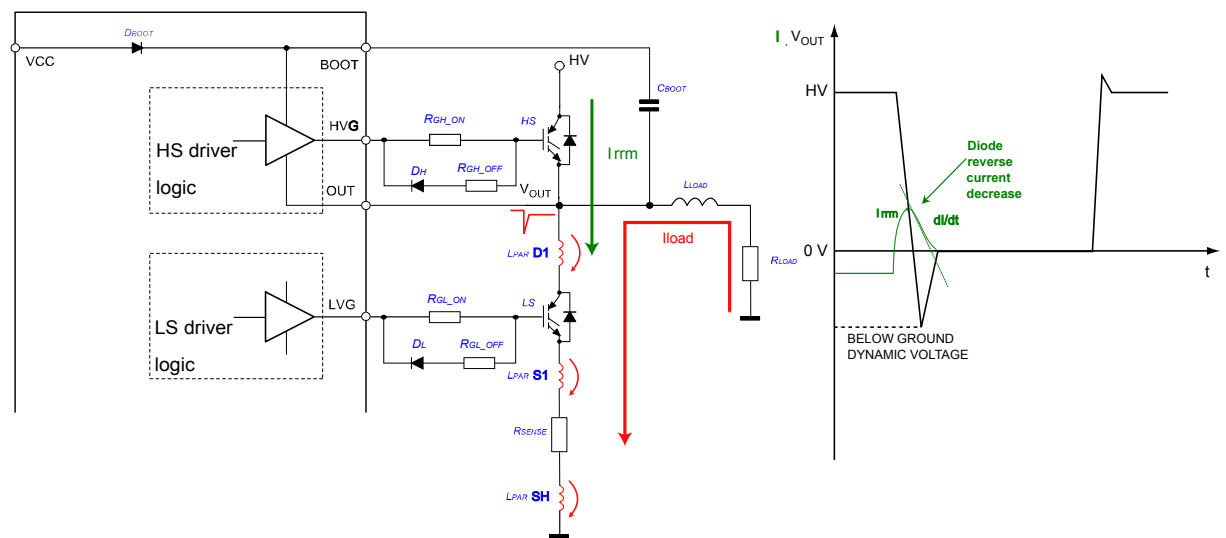 DBOOT
VCC
BOOT
HV
CBOOT
HS driver
logic
HVG
RGH_ON
HS
DH
RGH_OFF
OUT
VOUT
Irrm
LLOAD
Iload
RLOAD
LPAR D1
LS driver
logic
LVG
RGL_ON
LS
DL
RGL_OFF
LPAR S1
RSENSE
LPAR SH
I , VOUT
HV
Diode
reverse
current
decrease
Irrm
dI/dt
0 V
t
BELOW GROUND
DYNAMIC VOLTAGE